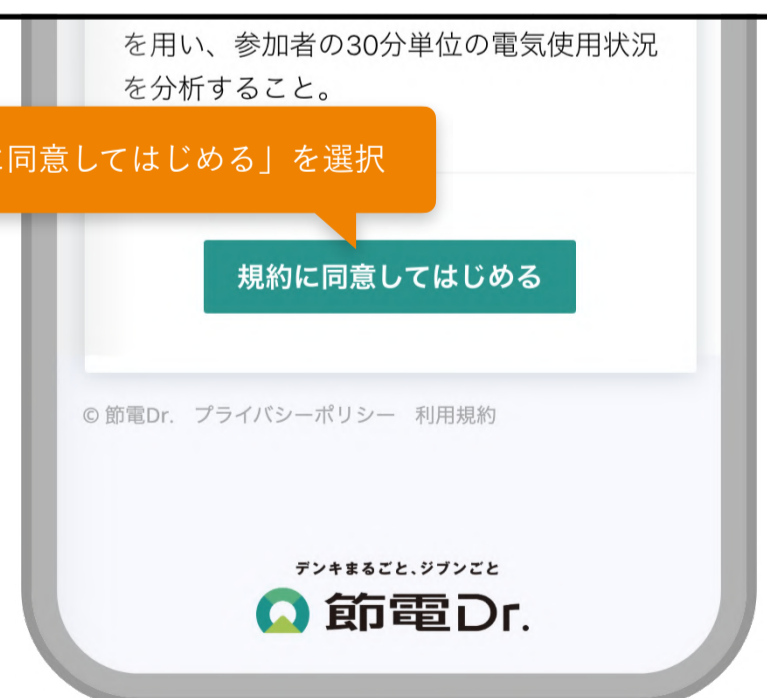 を用い、参加者の30分単位の電気使用状況
を分析すること。
同意してはじめる」を選択
規約に同意してはじめる
© 節電Dr. プライバシーポリシー 利用規約
デンキまるごと、ジブンごと
節電Dr.